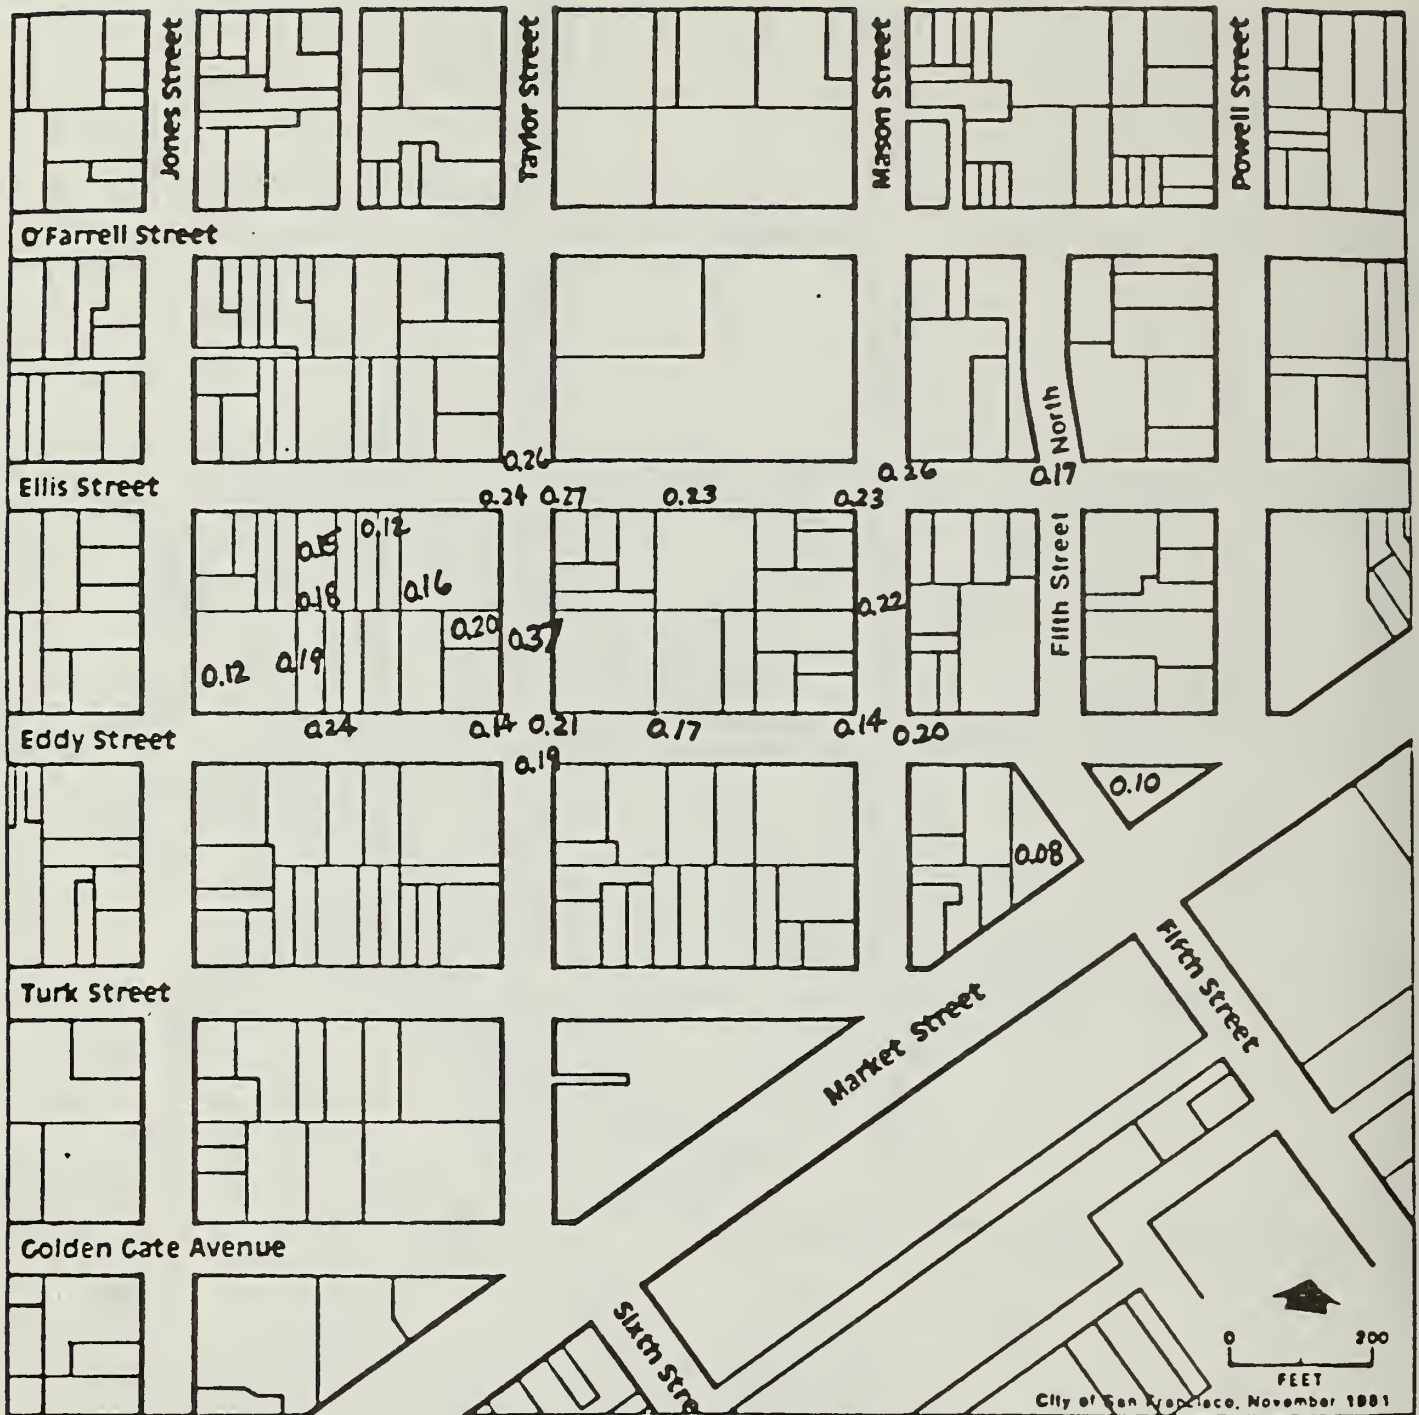 Jones Street
Taylor Street
Mason Street
Powell Street
O'Farrell Street
North
0.26
0.26
0.17
Ellis Street
0.24 0.27 0.23 0.23
0.12
0.15
0.18
0.16
0.22
Fifth Street
0.20
0.37
0.12
0.19
0.24
0.14
0.21
0.17
0.14
0.20
Eddy Street
0.19
0.10
0.08
Fifth Street
Turk Street
Market Street
Golden Gate Avenue
Sixth Stree
0 200
FEET
City of San Francisco, November 1981